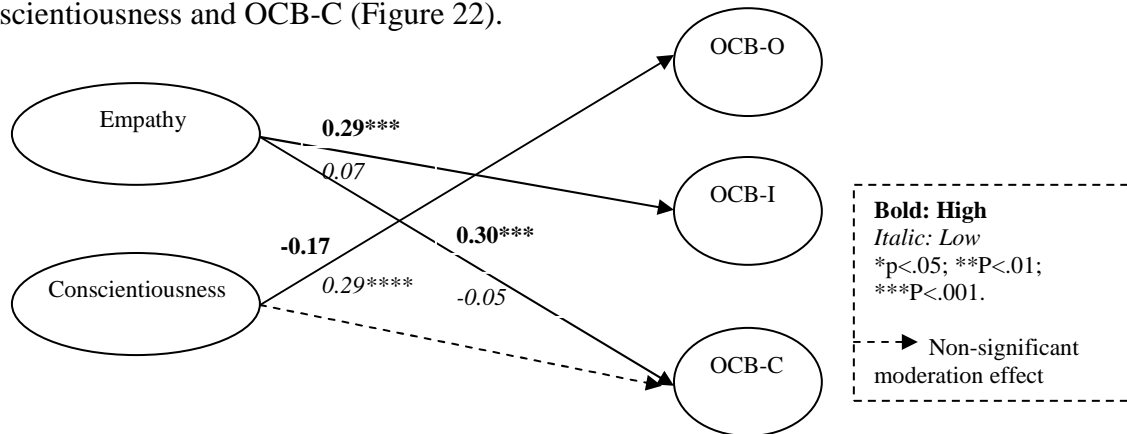 scientiousness and OCB-C (Figure 22).
OCB-O
Empathy
0.29***
0.07
OCB-I
-0.17
0.30***
Conscientiousness
0.29****
-0.05
OCB-C
Bold: High
Italic: Low
*p<.05; **P<.01;
***P<.001.
Non-significant
moderation effect